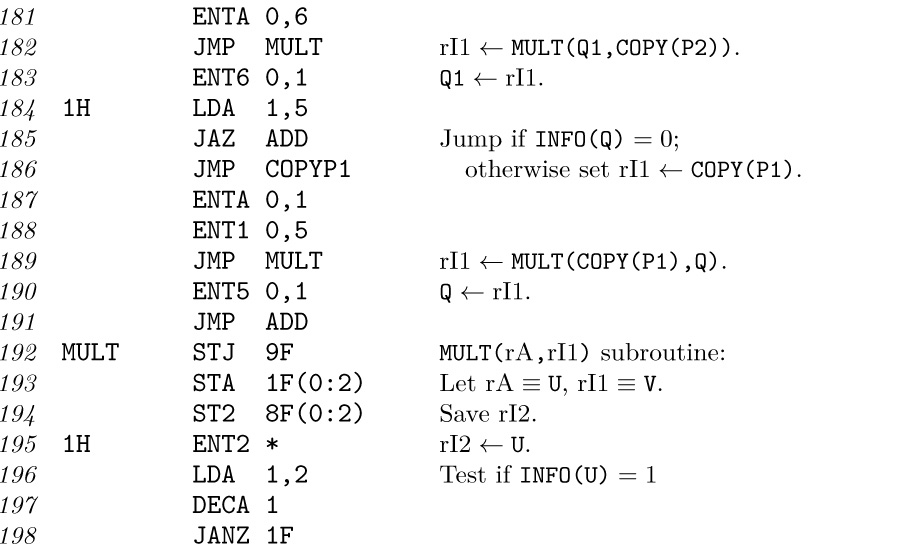 181 ENTA 0,6
182 JMP MULT rI1 ← MULT(Q1,COPY(P2)).
183 ENT6 0,1 Q1 ← rI1.
184 1H LDA 1,5
185 JAZ ADD Jump if INFO(Q) = 0;
186 JMP COPYP1 otherwise set rI1 ← COPY(P1).
187 ENTA 0,1
188 ENT1 0,5
189 JMP MULT rI1 ← MULT(COPY(P1),Q).
190 ENT5 0,1 Q ← rI1.
191 JMP ADD
192 MULT STJ 9F MULT(rA,rI1) subroutine:
193 STA 1F(0:2) Let rA ≡ U, rI1 ≡ V.
194 ST2 8F(0:2) Save rI2.
195 1H ENT2 * rI2 ← U.
196 LDA 1,2 Test if INFO(U) = 1
197 DECA 1
198 JANZ 1F